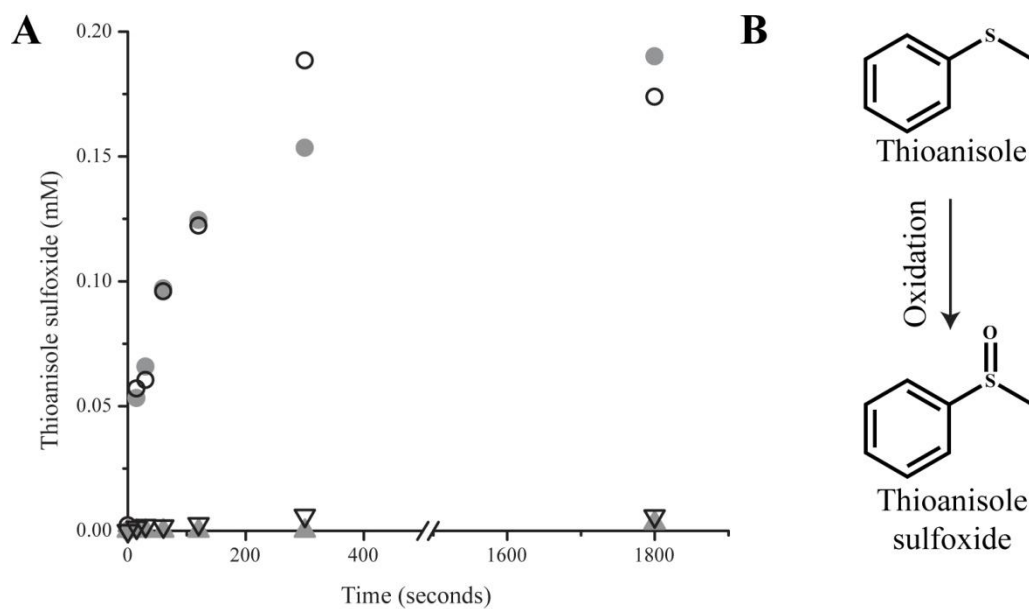 A
Thioanisole sulfoxide (mM)
0.20
0.15
0.10
0.05
0.00
0 200 400 1600 1800
Time (seconds)
B
S
Thioanisole
Oxidation
O
S
Thioanisole
sulfoxide